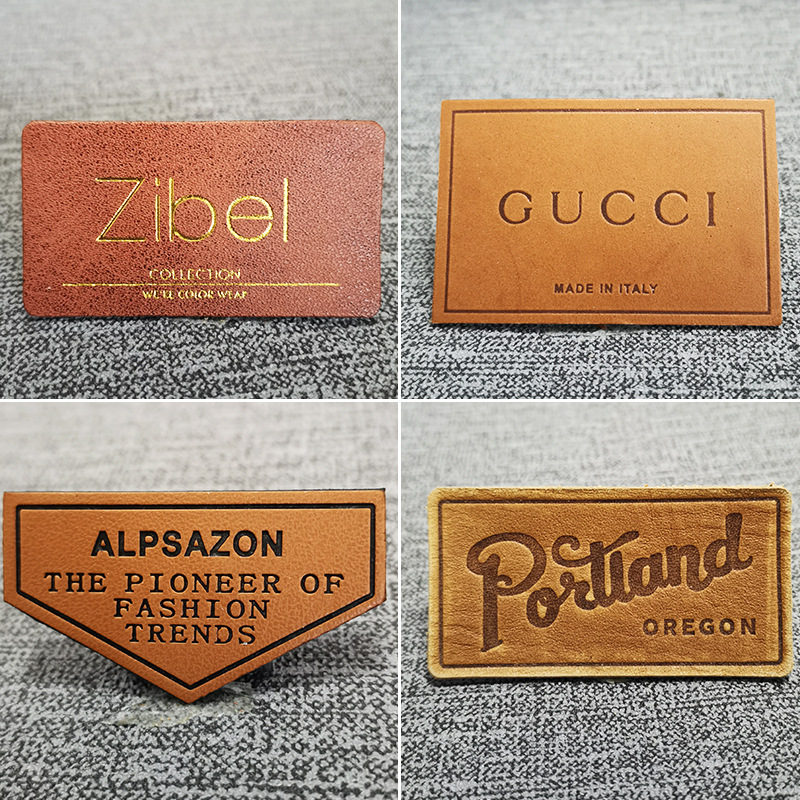 Zibel
COLLECTION
WE'LL COLOR WEAR
GUCCI
MADE IN ITALY
ALPSAZON
THE PIONEER OF
FASHION
TRENDS
Portland
OREGON